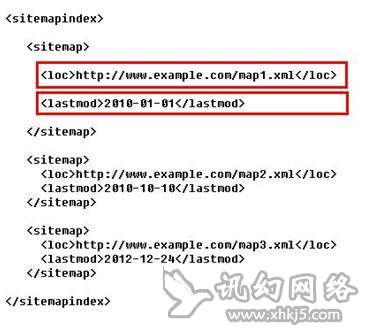 <sitemapindex>
<sitemap>
<loc>http://www.example.com/map1.xml</loc>
<lastmod>2010-01-01</lastmod>
</sitemap>
<sitemap>
<loc>http://www.example.com/map2.xml</loc>
<lastmod>2010-10-10</lastmod>
</sitemap>
<sitemap>
<loc>http://www.example.com/map3.xml</loc>
<lastmod>2012-12-24</lastmod>
</sitemap>
</sitemapindex>
讯幻网络
www.xhkj5.com